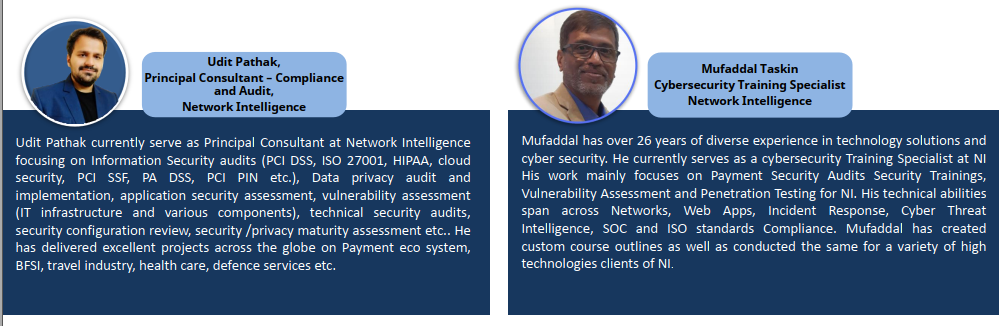 Udit Pathak,
Principal Consultant – Compliance
and Audit,
Network Intelligence
Udit Pathak currently serve as Principal Consultant at Network Intelligence
focusing on Information Security audits (PCI DSS, ISO 27001, HIPAA, cloud
security, PCI SSF, PA DSS, PCI PIN etc.), Data privacy audit and
implementation, application security assessment, vulnerability assessment
(IT infrastructure and various components), technical security audits,
security configuration review, security /privacy maturity assessment etc.. He
has delivered excellent projects across the globe on Payment eco system,
BFSI, travel industry, health care, defence services etc.
Mufaddal Taskin
Cybersecurity Training Specialist
Network Intelligence
Mufaddal has over 26 years of diverse experience in technology solutions and
cyber security. He currently serves as a cybersecurity Training Specialist at NI
His work mainly focuses on Payment Security Audits Security Trainings,
Vulnerability Assessment and Penetration Testing for NI. His technical abilities
span across Networks, Web Apps, Incident Response, Cyber Threat
Intelligence, SOC and ISO standards Compliance. Mufaddal has created
custom course outlines as well as conducted the same for a variety of high
technologies clients of NI.